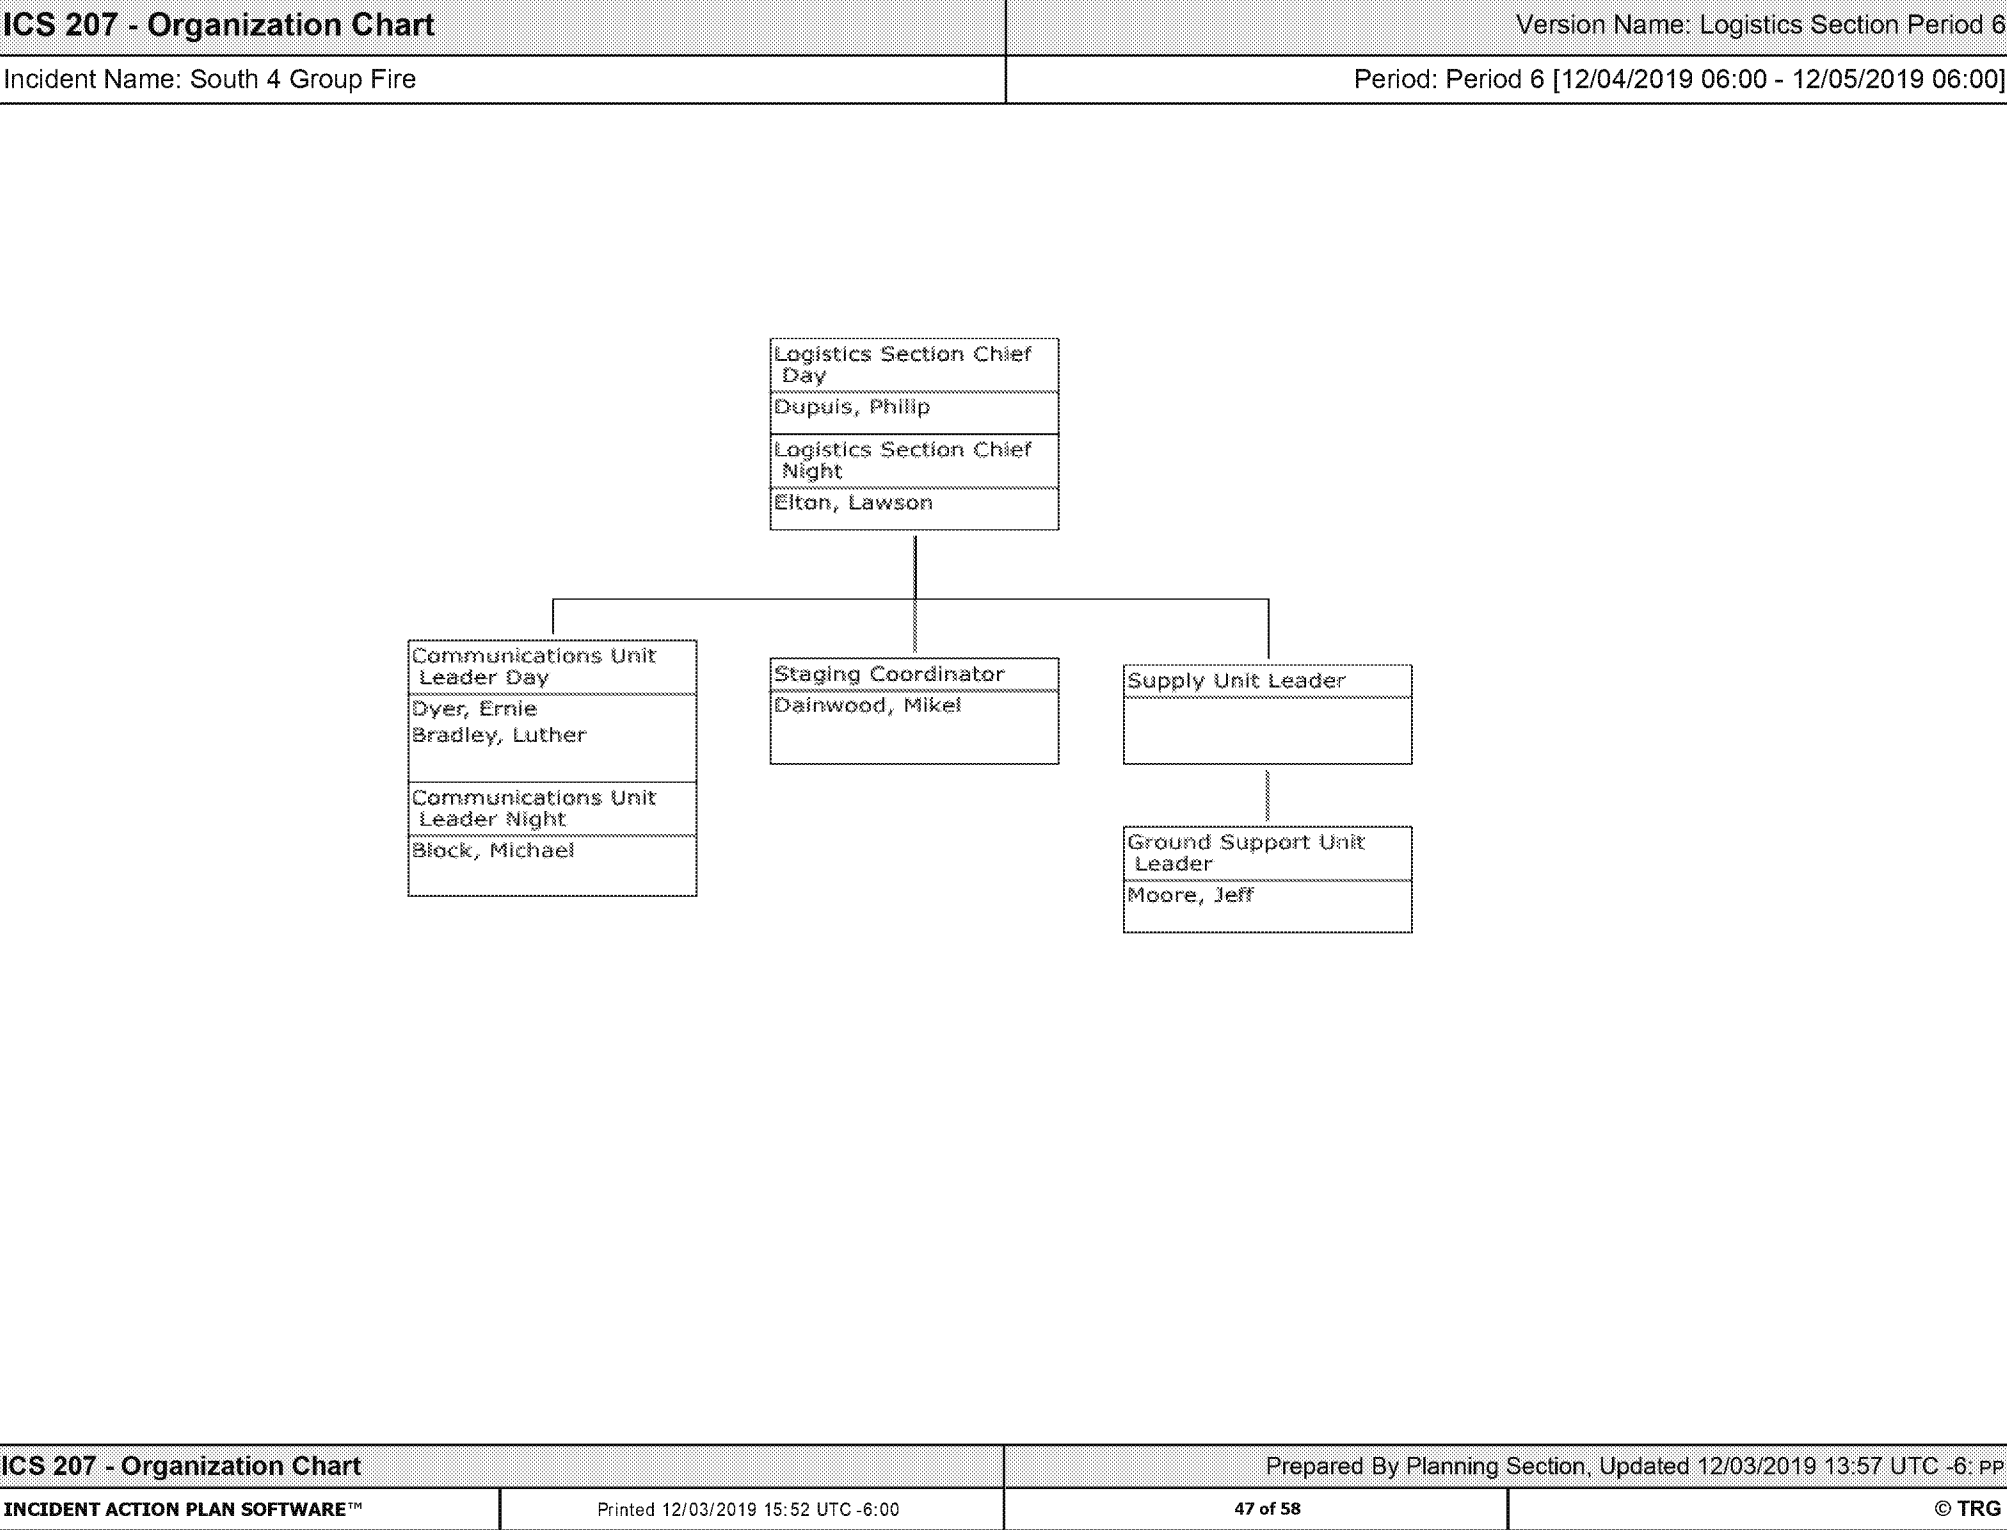 ICS 207 - Organization Chart
Version Name: Logistics Section Period 6
Incident Name: South 4 Group Fire
Period: Period 6 [12/04/2019 06:00 - 12/05/2019 06:00]
Logistics Section Chief
Day
Dupuis, Philip
Logistics Section Chief
Night
Elton, Lawson
Communications Unit
Leader Day
Dyer, Ernie
Bradley, Luther
Communications Unit
Leader Night
Block, Michael
Staging Coordinator
Dainwood, Mikel
Supply Unit Leader
Ground Support Unit
Leader
Moore, Jeff
ICS 207 - Organization Chart
Prepared By Planning Section, Updated 12/03/2019 13:57 UTC -6: PP
INCIDENT ACTION PLAN SOFTWARE™
Printed 12/03/2019 15:52 UTC -6:00
47 of 58
© TRG